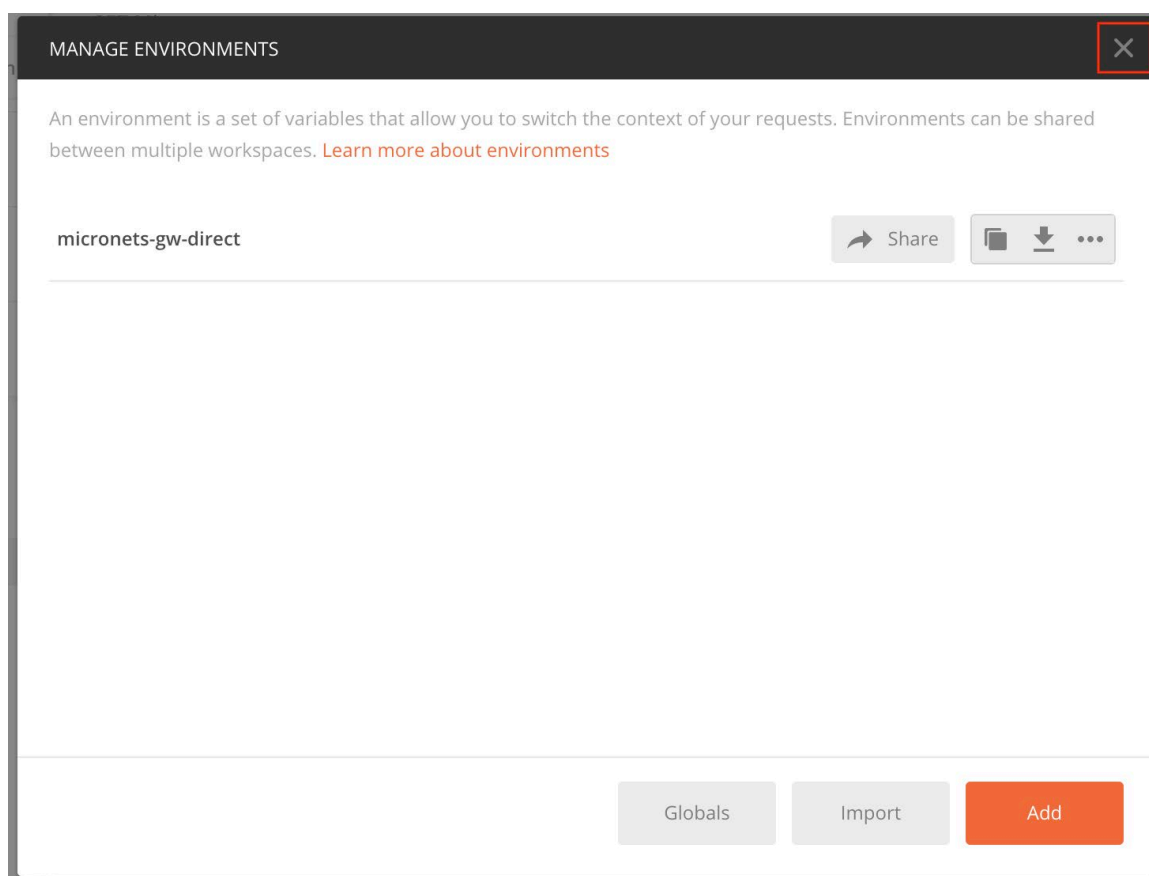 MANAGE ENVIRONMENTS
An environment is a set of variables that allow you to switch the context of your requests. Environments can be shared
between multiple workspaces. Learn more about environments
micronets-gw-direct
Share
Globals
Import
Add